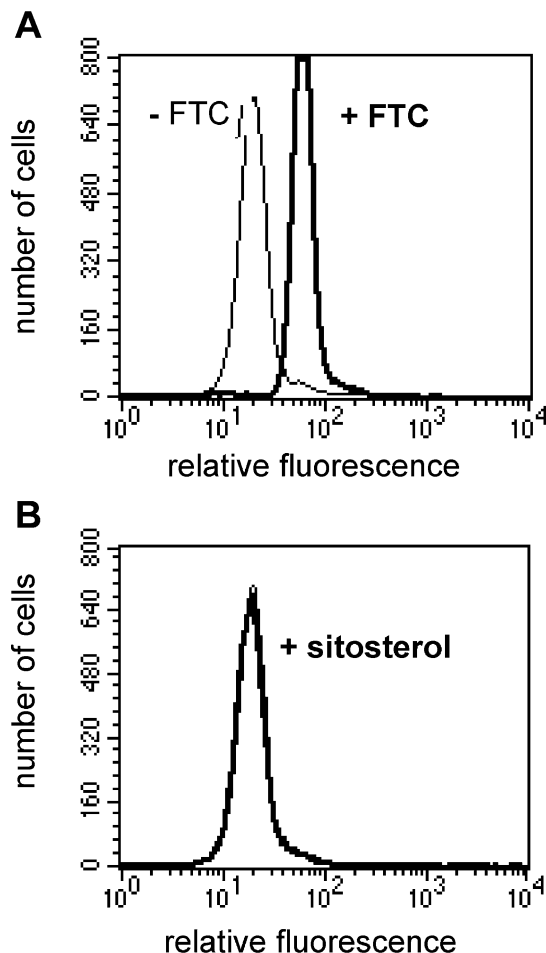 A
800
640
480
320
160
0
number of cells
- FTC
+ FTC
10^0 10^1 10^2 10^3 10^4
relative fluorescence
B
800
640
480
320
160
0
number of cells
+ sitosterol
10^0 10^1 10^2 10^3 10^4
relative fluorescence